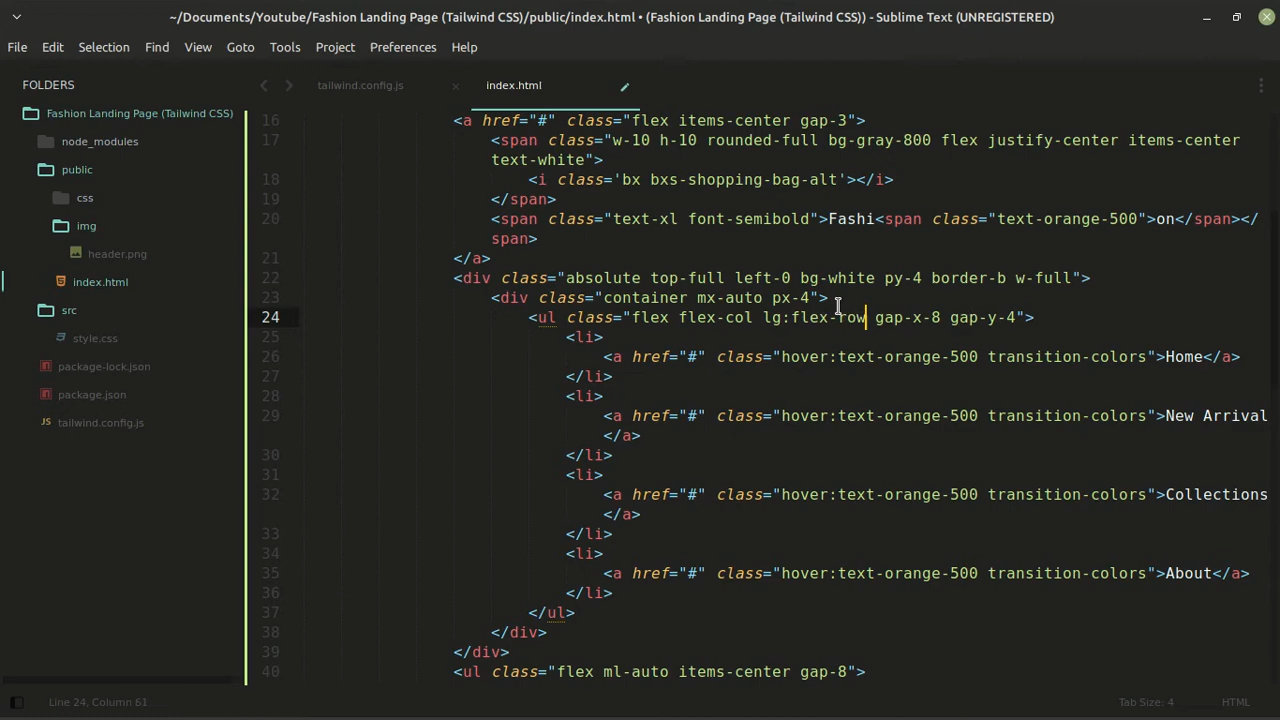 ~/Documents/Youtube/Fashion Landing Page (Tailwind CSS)/public/index.html • (Fashion Landing Page (Tailwind CSS)) - Sublime Text (UNREGISTERED)
File Edit Selection Find View Goto Tools Project Preferences Help
FOLDERS
Fashion Landing Page (Tailwind CSS)
node_modules
public
css
img
header.png
index.html
src
style.css
package-lock.json
package.json
JS tailwind.config.js
tailwind.config.js × index.html
16 <a href="#" class="flex items-center gap-3">
17 <span class="w-10 h-10 rounded-full bg-gray-800 flex justify-center items-center
text-white">
18 <i class='bx bxs-shopping-bag-alt'></i>
19 </span>
20 <span class="text-xl font-semibold">Fashi<span class="text-orange-500">on</span></
span>
21 </a>
22 <div class="absolute top-full left-0 bg-white py-4 border-b w-full">
23 <div class="container mx-auto px-4">
24 <ul class="flex flex-col lg:flex-row gap-x-8 gap-y-4">
25 <li>
26 <a href="#" class="hover:text-orange-500 transition-colors">Home</a>
27 </li>
28 <li>
29 <a href="#" class="hover:text-orange-500 transition-colors">New Arrival
</a>
30 </li>
31 <li>
32 <a href="#" class="hover:text-orange-500 transition-colors">Collections
</a>
33 </li>
34 <li>
35 <a href="#" class="hover:text-orange-500 transition-colors">About</a>
36 </li>
37 </ul>
38 </div>
39 </div>
40 <ul class="flex ml-auto items-center gap-8">
Line 24, Column 61
Tab Size: 4 HTML